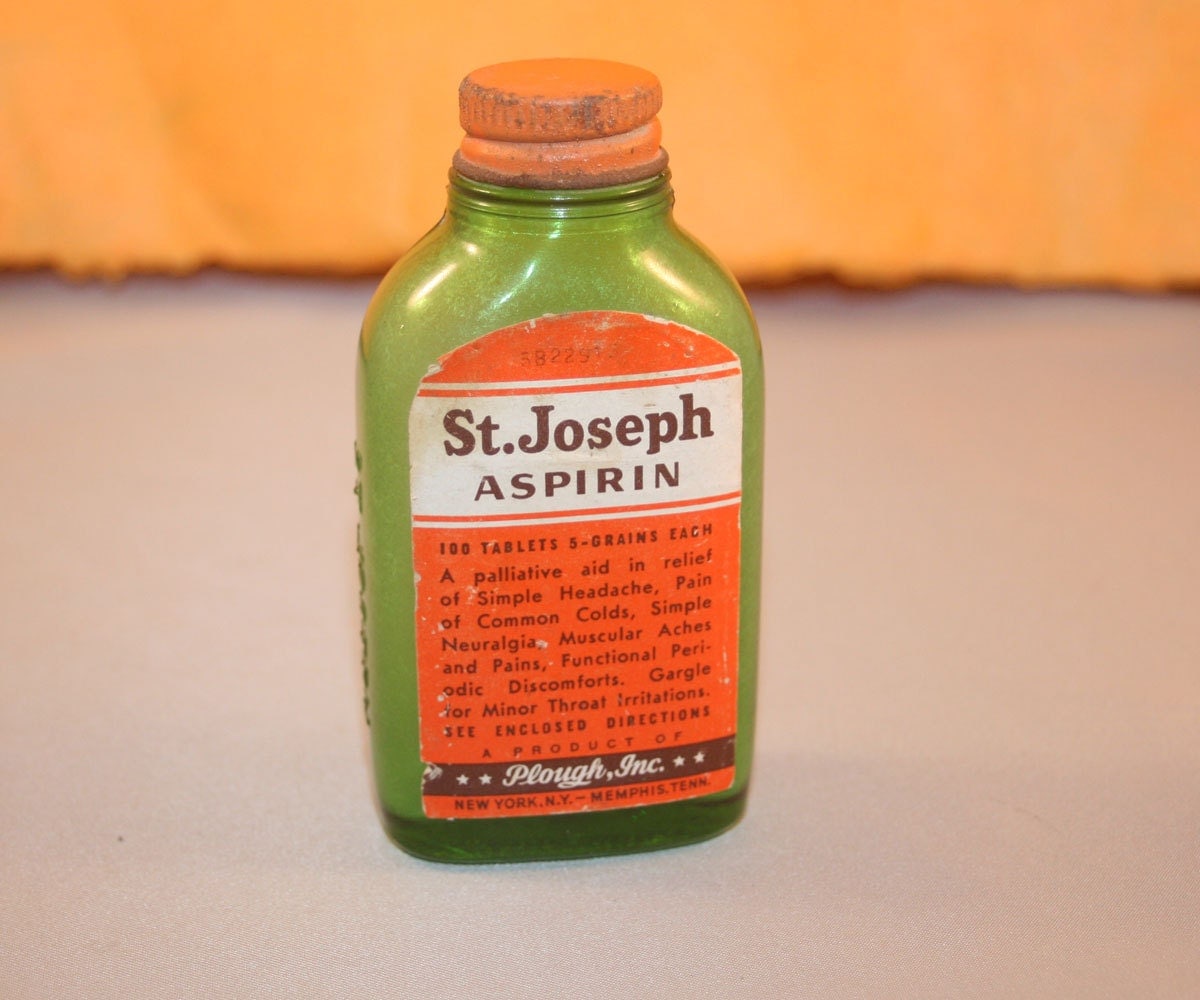 St.Joseph
ASPIRIN
100 TABLETS 5-GRAINS EACH
A palliative aid in relief
of Simple Headache, Pain
of Common Colds, Simple
Neuralgia, Muscular Aches
and Pains, Functional Peri-
odic Discomforts. Gargle
for Minor Throat Irritations.
SEE ENCLOSED DIRECTIONS
A PRODUCT OF
★ ★ Plough, Inc. ★ ★
NEW YORK, N.Y. — MEMPHIS, TENN.